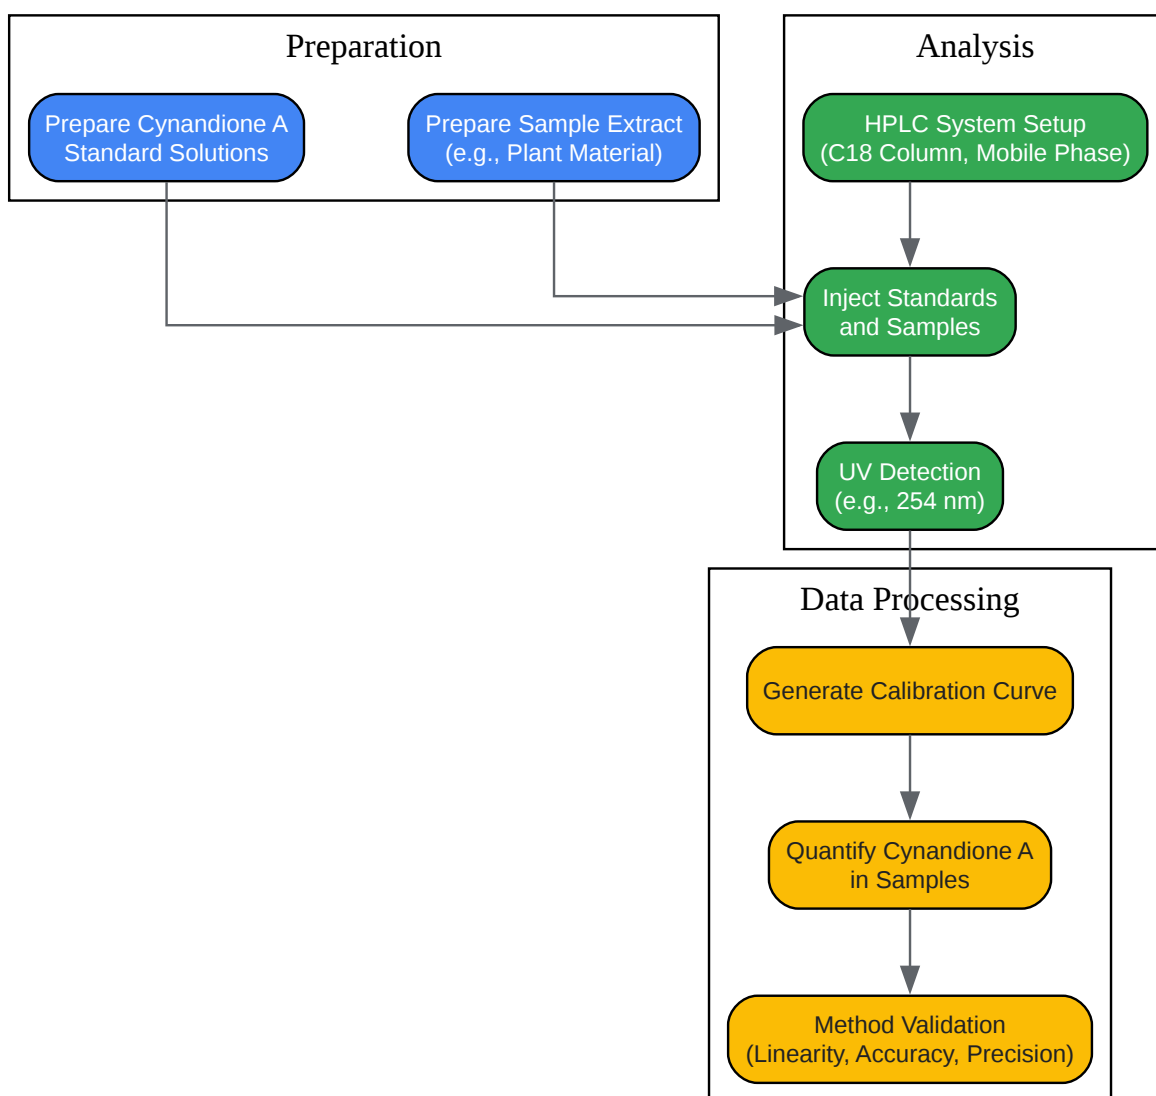 Preparation
Prepare Cynandione A
Standard Solutions
Prepare Sample Extract
(e.g., Plant Material)
Analysis
HPLC System Setup
(C18 Column, Mobile Phase)
Inject Standards
and Samples
UV Detection
(e.g., 254 nm)
Data Processing
Generate Calibration Curve
Quantify Cynandione A
in Samples
Method Validation
(Linearity, Accuracy, Precision)